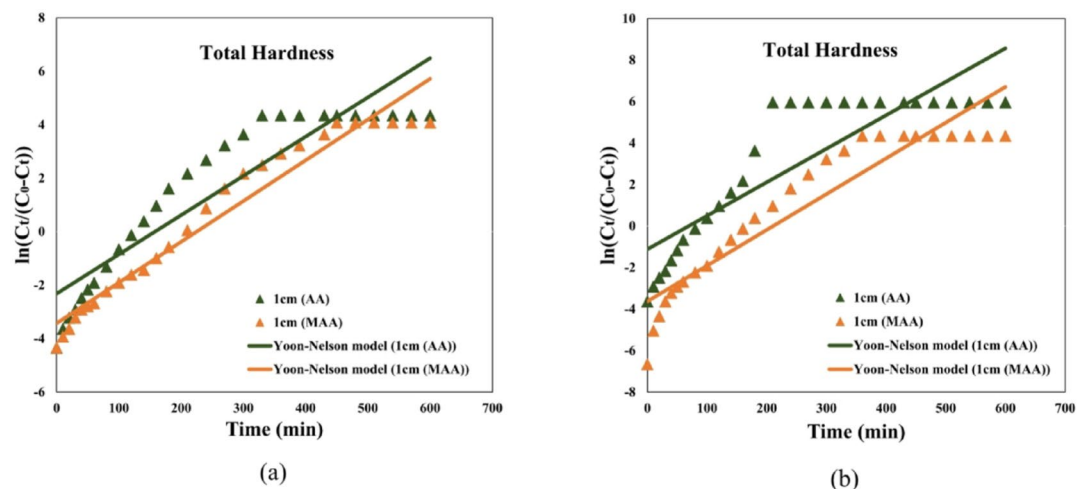 8
6
4
2
0
-2
-4
-6
ln(Ct/(C₀-Ct))
Total Hardness
1cm (AA)
1cm (MAA)
Yoon-Nelson model (1cm (AA))
Yoon-Nelson model (1cm (MAA))
0 100 200 300 400 500 600 700
Time (min)
(a)
10
8
6
4
2
0
-2
-4
-6
-8
ln(Ct/(C₀-Ct))
Total Hardness
1cm (AA)
1cm (MAA)
Yoon-Nelson model (1cm (AA))
Yoon-Nelson model (1cm (MAA))
0 100 200 300 400 500 600 700
Time (min)
(b)